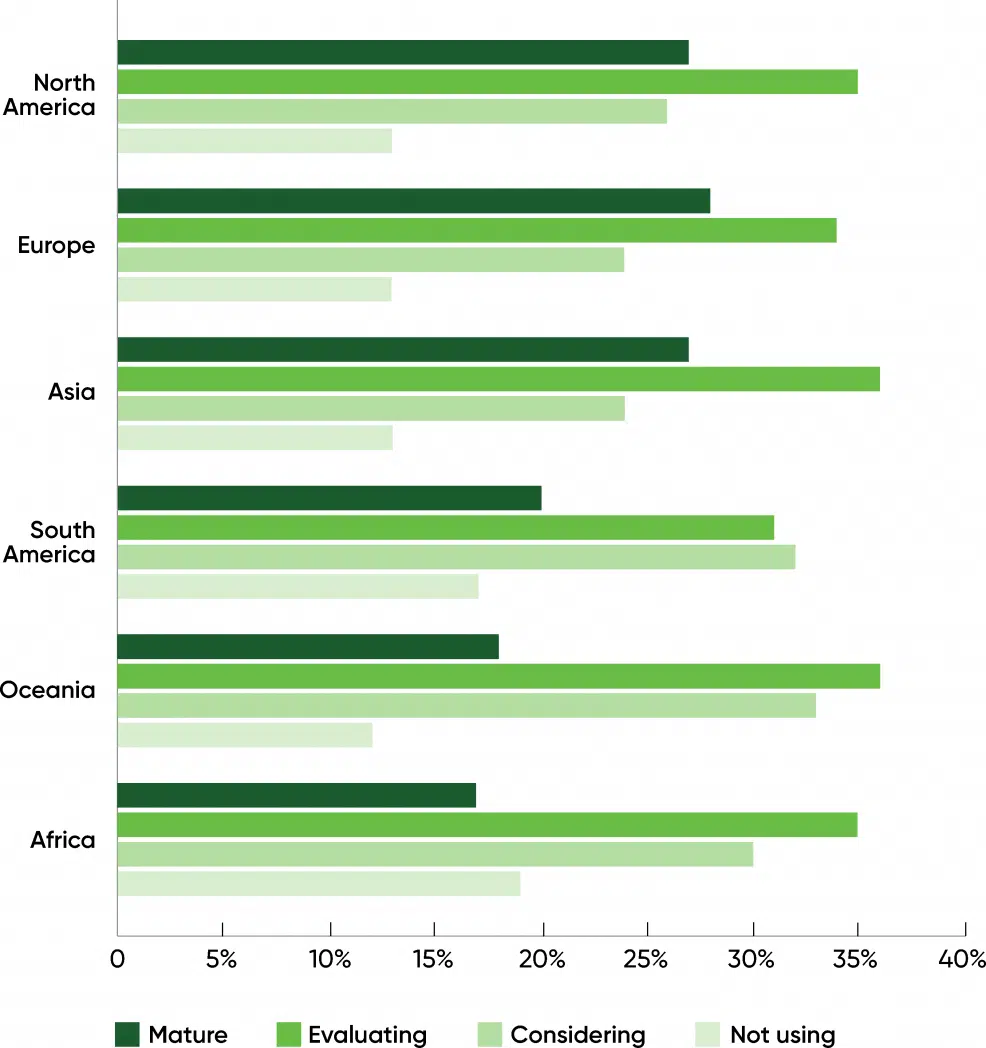 North
America
Europe
Asia
South
America
Oceania
Africa
0 5% 10% 15% 20% 25% 30% 35% 40%
Mature Evaluating Considering Not using